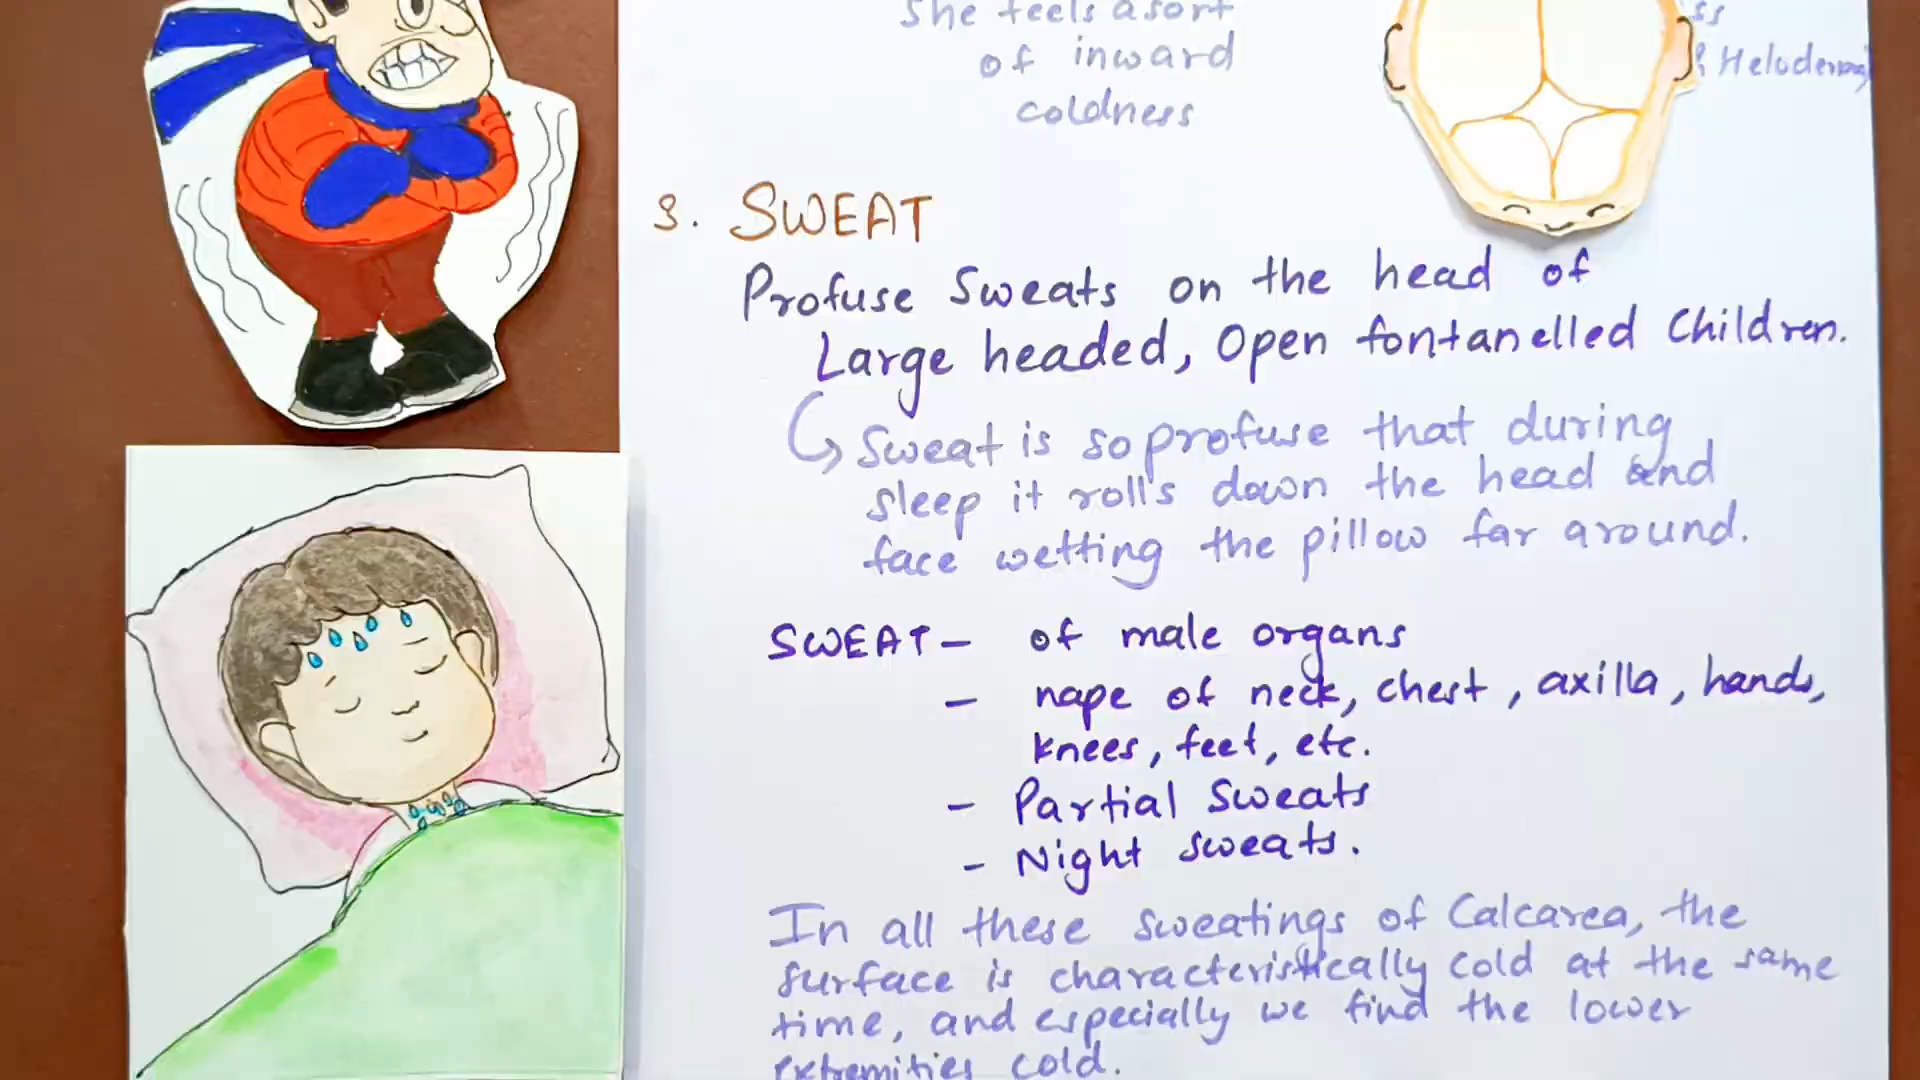 She feels a sort
of inward
coldness
ss
& Heloderma)
3. SWEAT
Profuse Sweats on the head of
Large headed, Open fontanelled Children.
Sweat is so profuse that during
sleep it rolls down the head and
face wetting the pillow far around.
SWEAT - of male organs
- nape of neck, chest, axilla, hands,
knees, feet, etc.
- Partial Sweats
- Night sweats.
In all these sweatings of Calcarea, the
surface is characteristically cold at the same
time, and especially we find the lower
extremities cold.